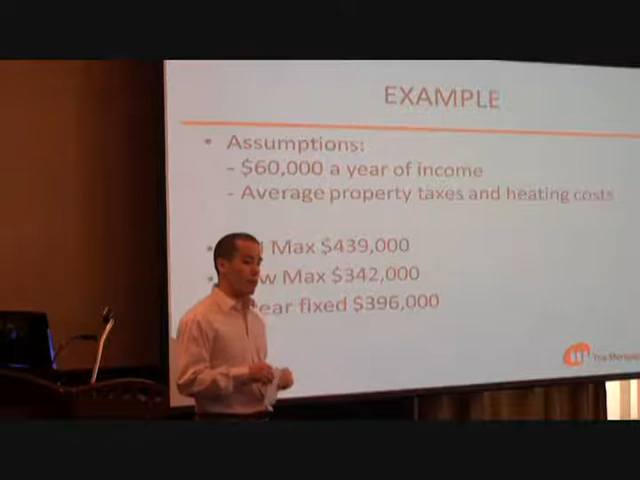 EXAMPLE
• Assumptions:
- $60,000 a year of income
- Average property taxes and heating costs
• Max $439,000
• Max $342,000
fixed $396,000
The